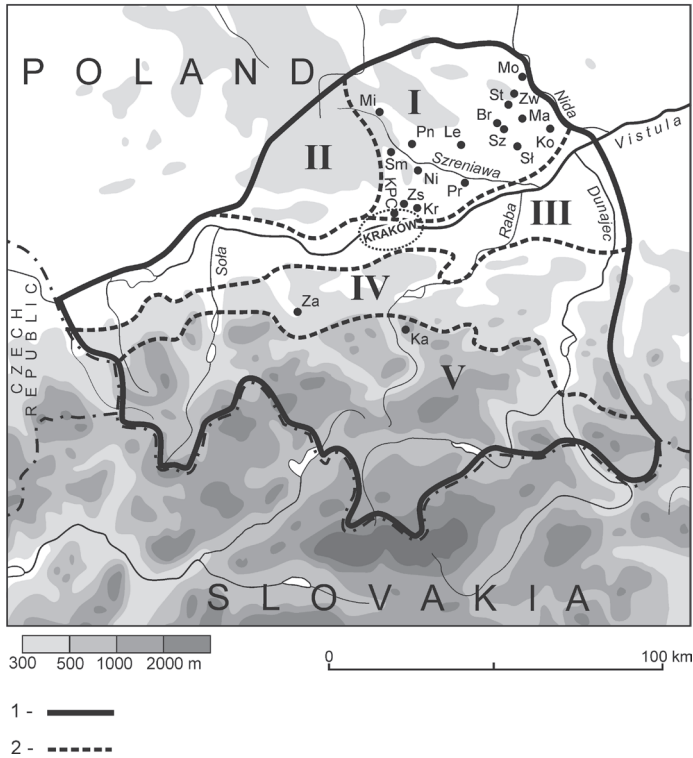 POLAND
Mo
I
St
Zw
Nida
Mi
Br
Ma
Vistula
Pn
Le
Sz
Ko
II
Sm
Szreniawa
Sł
Ni
KPC
Pr
Zs
Kr
III
Dunajec
KRAKÓW
Raba
Soła
CZECH
REPUBLIC
IV
Za
Ka
V
SLOVAKIA
300 500 1000 2000 m
0 100 km
1 -
2 -